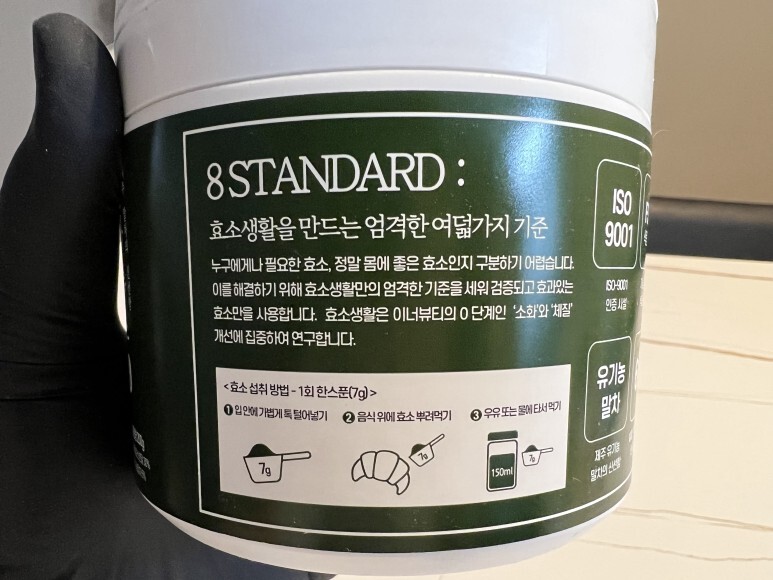 8 STANDARD :
효소생활을 만드는 엄격한 여덟가지 기준
누구에게나 필요한 효소, 정말 몸에 좋은 효소인지 구분하기 어렵습니다.
이를 해결하기 위해 효소생활만의 엄격한 기준을 세워 검증되고 효과있는
효소만을 사용합니다. 효소생활은 이너뷰티의 0 단계인 '소화'와 '체질'
개선에 집중하여 연구합니다.
< 효소 섭취 방법 - 1회 한스푼(7g) >
1 입 안에 가볍게 톡 털어넣기
2 음식 위에 효소 뿌려먹기
3 우유 또는 물에 타서 먹기
7g
7g
150ml
7g
ISO
9001
ISO-9001
인증 시설
유기농
말차
제주 유기농
말차의 신선함